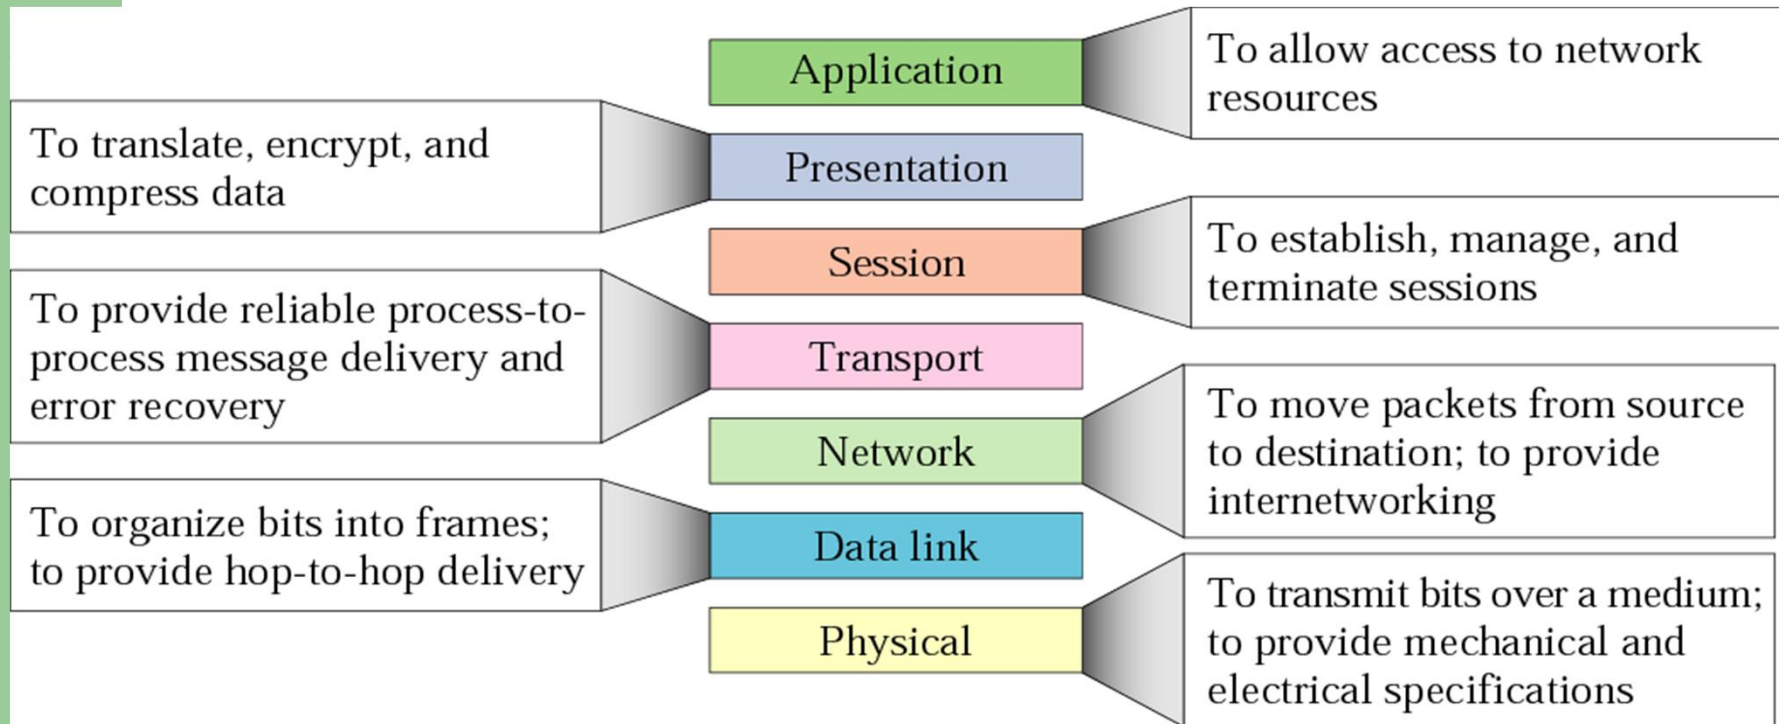 Application
To allow access to network
resources
To translate, encrypt, and
compress data
Presentation
Session
To establish, manage, and
terminate sessions
To provide reliable process-to-
process message delivery and
error recovery
Transport
Network
To move packets from source
to destination; to provide
internetworking
To organize bits into frames;
to provide hop-to-hop delivery
Data link
Physical
To transmit bits over a medium;
to provide mechanical and
electrical specifications